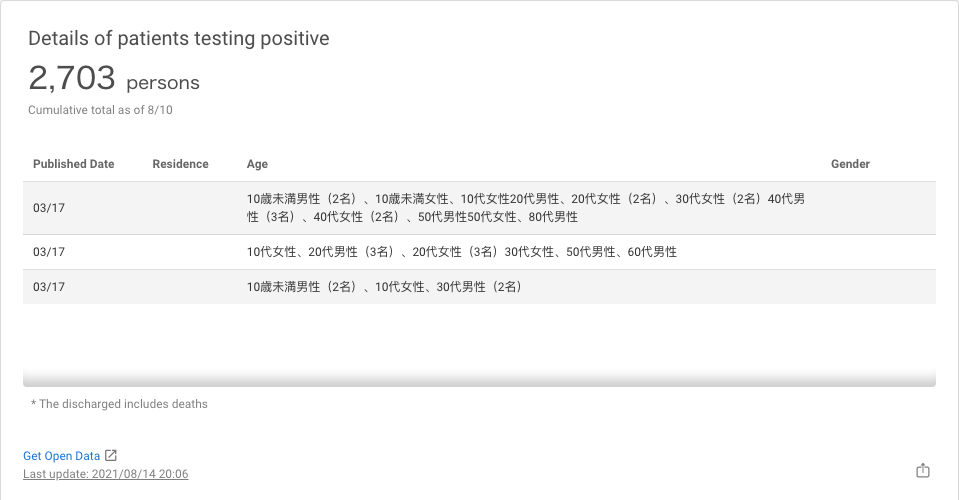 Details of patients testing positive
2,703 persons
Cumulative total as of 8/10
Published Date Residence Age Gender
03/17 10歳未満男性（2名）、10歳未満女性、10代女性20代男性、20代女性（2名）、30代女性（2名）40代男
性（3名）、40代女性（2名）、50代男性50代女性、80代男性
03/17 10代女性、20代男性（3名）、20代女性（3名）30代女性、50代男性、60代男性
03/17 10歳未満男性（2名）、10代女性、30代男性（2名）
* The discharged includes deaths
Get Open Data
Last update: 2021/08/14 20:06